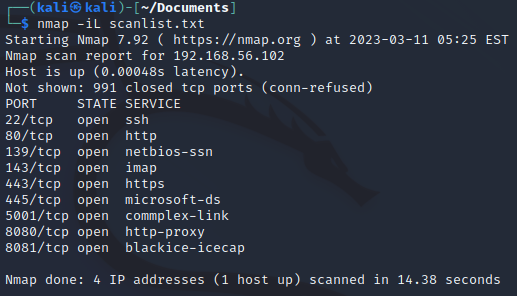 ┌──(kali㉿kali)-[~/Documents]
└─$ nmap -iL scanlist.txt
Starting Nmap 7.92 ( https://nmap.org ) at 2023-03-11 05:25 EST
Nmap scan report for 192.168.56.102
Host is up (0.00048s latency).
Not shown: 991 closed tcp ports (conn-refused)
PORT     STATE SERVICE
22/tcp   open  ssh
80/tcp   open  http
139/tcp  open  netbios-ssn
143/tcp  open  imap
443/tcp  open  https
445/tcp  open  microsoft-ds
5001/tcp open  commplex-link
8080/tcp open  http-proxy
8081/tcp open  blackice-icecap

Nmap done: 4 IP addresses (1 host up) scanned in 14.38 seconds